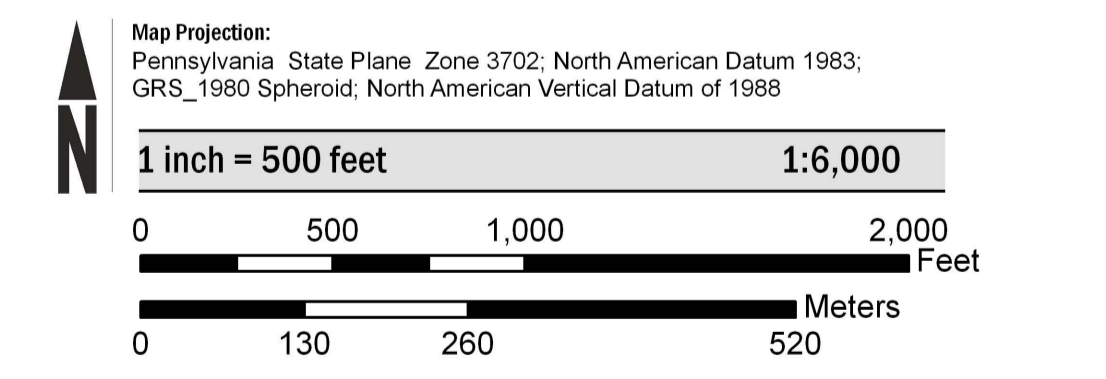 N
Map Projection:
Pennsylvania State Plane Zone 3702; North American Datum 1983;
GRS_1980 Spheroid; North American Vertical Datum of 1988
1 inch = 500 feet 1:6,000
0 500 1,000 2,000
Feet
Meters
0 130 260 520